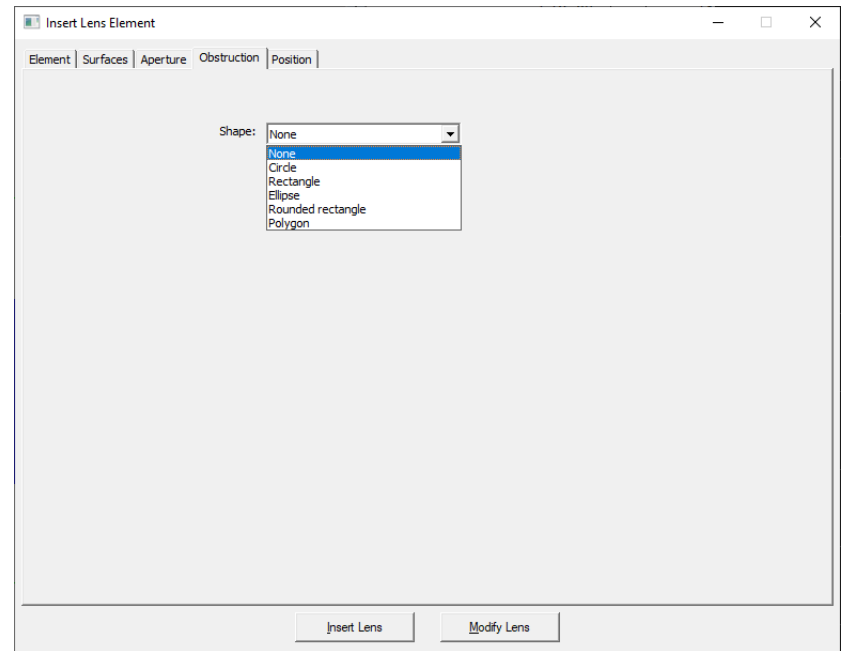 Insert Lens Element
Element Surfaces Aperture Obstruction Position
Shape: None
None
Circle
Rectangle
Ellipse
Rounded rectangle
Polygon
Insert Lens Modify Lens